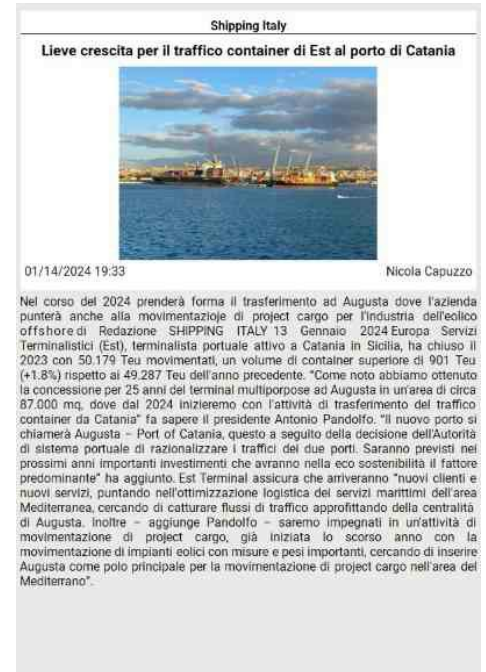 Shipping Italy
Lieve crescita per il traffico container di Est al porto di Catania
01/14/2024 19:33
Nicola Capuzzo
Nel corso del 2024 prenderà forma il trasferimento ad Augusta dove l'azienda
punterà anche alla movimentazioje di project cargo per l'industria dell'eolico
offshore di Redazione SHIPPING ITALY 13 Gennaio 2024 Europa Servizi
Terminalistici (Est), terminalista portuale attivo a Catania in Sicilia, ha chiuso il
2023 con 50.179 Teu movimentati, un volume di container superiore di 901 Teu
(+1.8%) rispetto ai 49.287 Teu dell'anno precedente. "Come noto abbiamo ottenuto
la concessione per 25 anni del terminal multiporpose ad Augusta in un'area di circa
87.000 mq, dove dal 2024 inizieremo con l'attività di trasferimento del traffico
container da Catania" fa sapere il presidente Antonio Pandolfo. "Il nuovo porto si
chiamerà Augusta – Port of Catania, questo a seguito della decisione dell'Autorità
di sistema portuale di razionalizzare i traffici dei due porti. Saranno previsti nei
prossimi anni importanti investimenti che avranno nella eco sostenibilità il fattore
predominante" ha aggiunto. Est Terminal assicura che arriveranno "nuovi clienti e
nuovi servizi, puntando nell'ottimizzazione logistica dei servizi marittimi dell'area
Mediterranea, cercando di catturare flussi di traffico approfittando della centralità
di Augusta. Inoltre – aggiunge Pandolfo – saremo impegnati in un'attività di
movimentazione di project cargo, già iniziata lo scorso anno con la
movimentazione di impianti eolici con misure e pesi importanti, cercando di inserire
Augusta come polo principale per la movimentazione di project cargo nell'area del
Mediterrano".